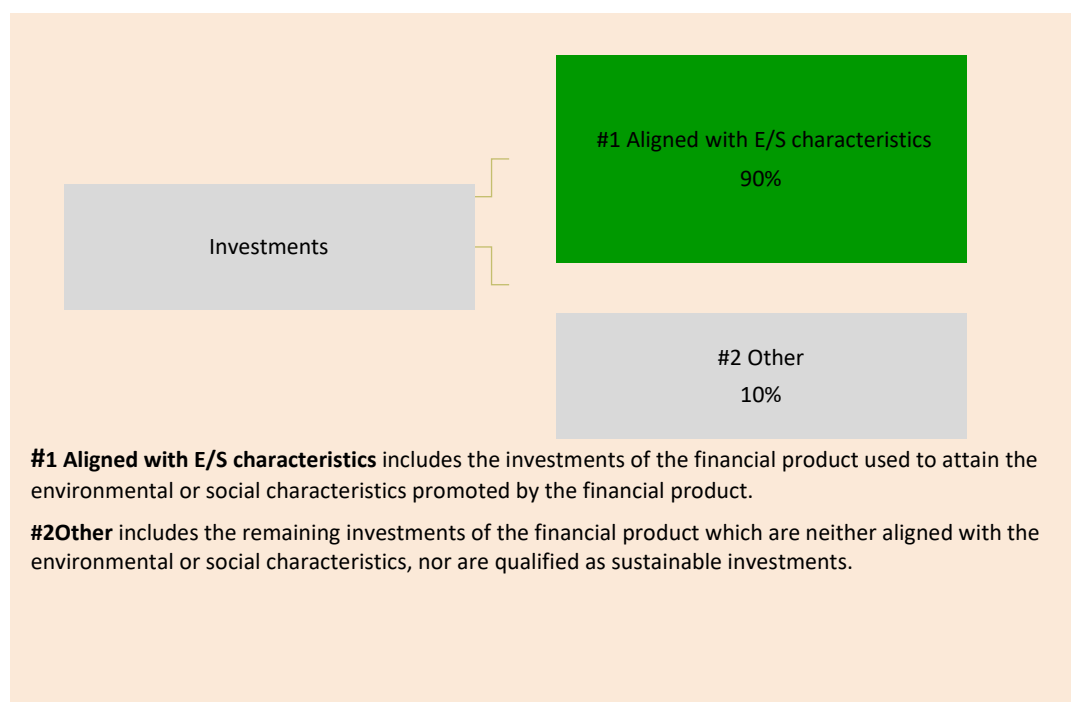 #1 Aligned with E/S characteristics
90%
Investments
#2 Other
10%
#1 Aligned with E/S characteristics includes the investments of the financial product used to attain the
environmental or social characteristics promoted by the financial product.
#2Other includes the remaining investments of the financial product which are neither aligned with the
environmental or social characteristics, nor are qualified as sustainable investments.